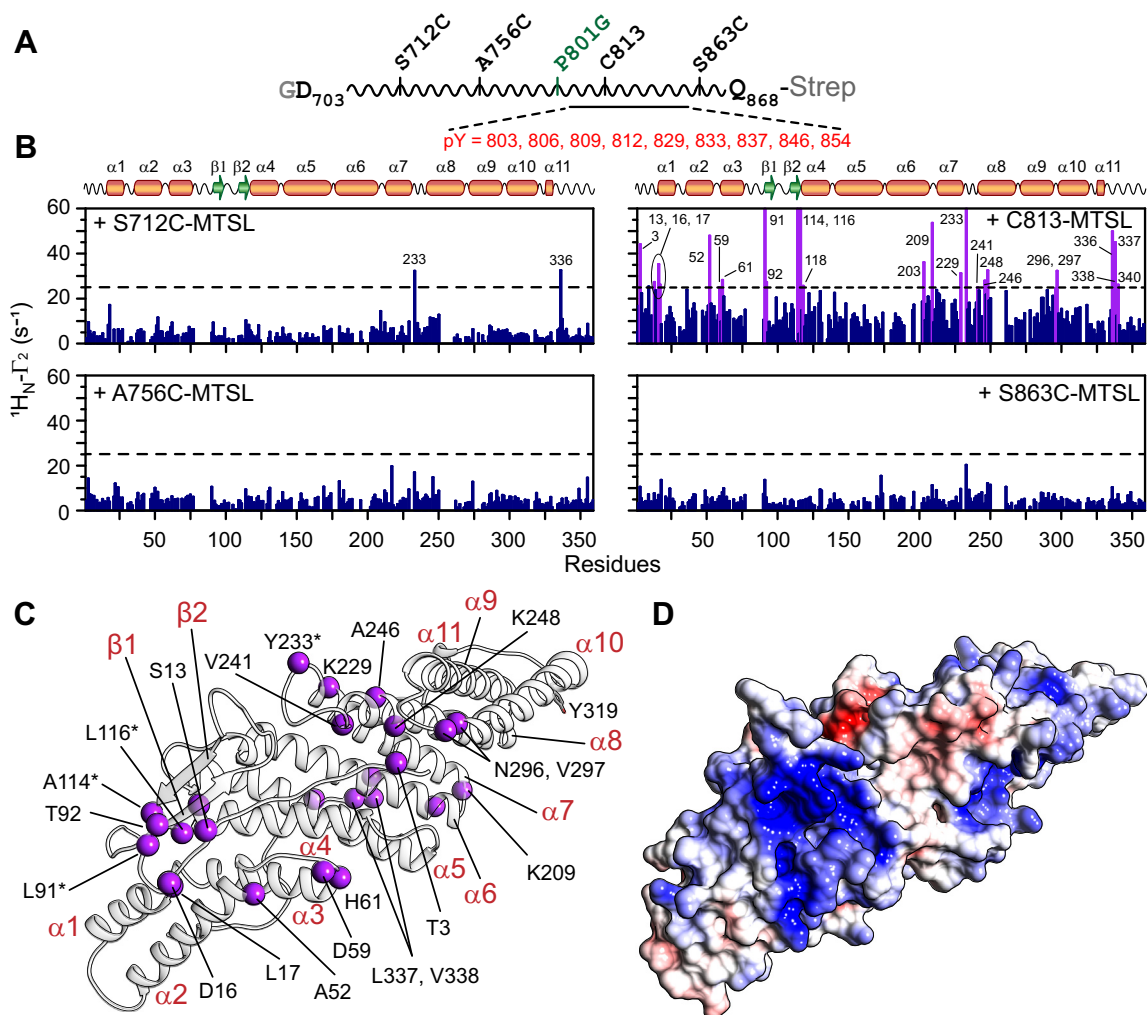 A
S712C
A756C
P801G
C813
S863C
GD703
Q868-Strep
pY = 803, 806, 809, 812, 829, 833, 837, 846, 854
B
α1 α2 α3 β1 β2 α4 α5 α6 α7 α8 α9 α10 α11
α1 α2 α3 β1 β2 α4 α5 α6 α7 α8 α9 α10 α11
¹HN-Γ2 (s⁻¹)
60
40
20
0
+ S712C-MTSL
233
336
+ C813-MTSL
13, 16, 17
3
52
59
61
91
92
114, 116
118
203
209
229
233
241
248
246
296, 297
336
337
338
340
60
40
20
0
+ A756C-MTSL
+ S863C-MTSL
50 100 150 200 250 300 350
50 100 150 200 250 300 350
Residues
C
β1
β2
S13
L116*
A114*
T92
L91*
α1
α2
D16
L17
A52
α3
D59
H61
α4
L337, V338
T3
α5
α6
K209
α7
N296, V297
α8
Y319
α10
α9
α11
K248
A246
Y233*
K229
V241
D